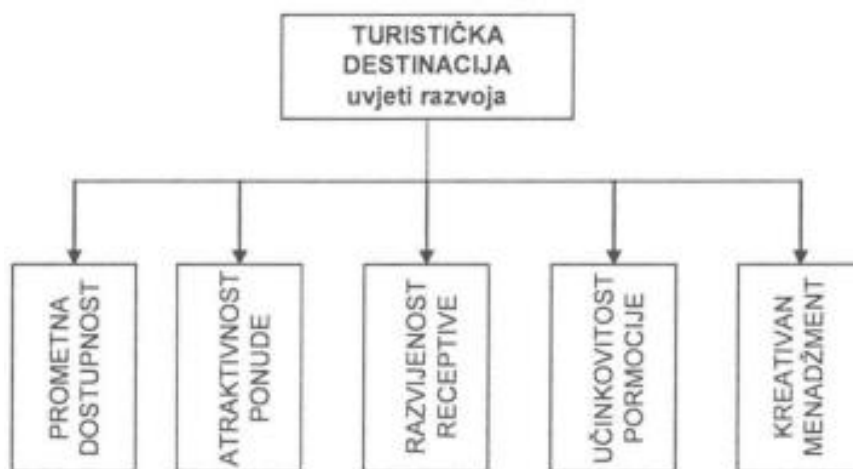 TURISTIČKA
DESTINACIJA
uvjeti razvoja
PROMETNA
DOSTUPNOST
ATRAKTIVNOST
PONUDE
RAZVIJENOST
RECEPTIVE
UČINKOVITOST
PORMOCIJE
KREATIVAN
MENADŽMENT